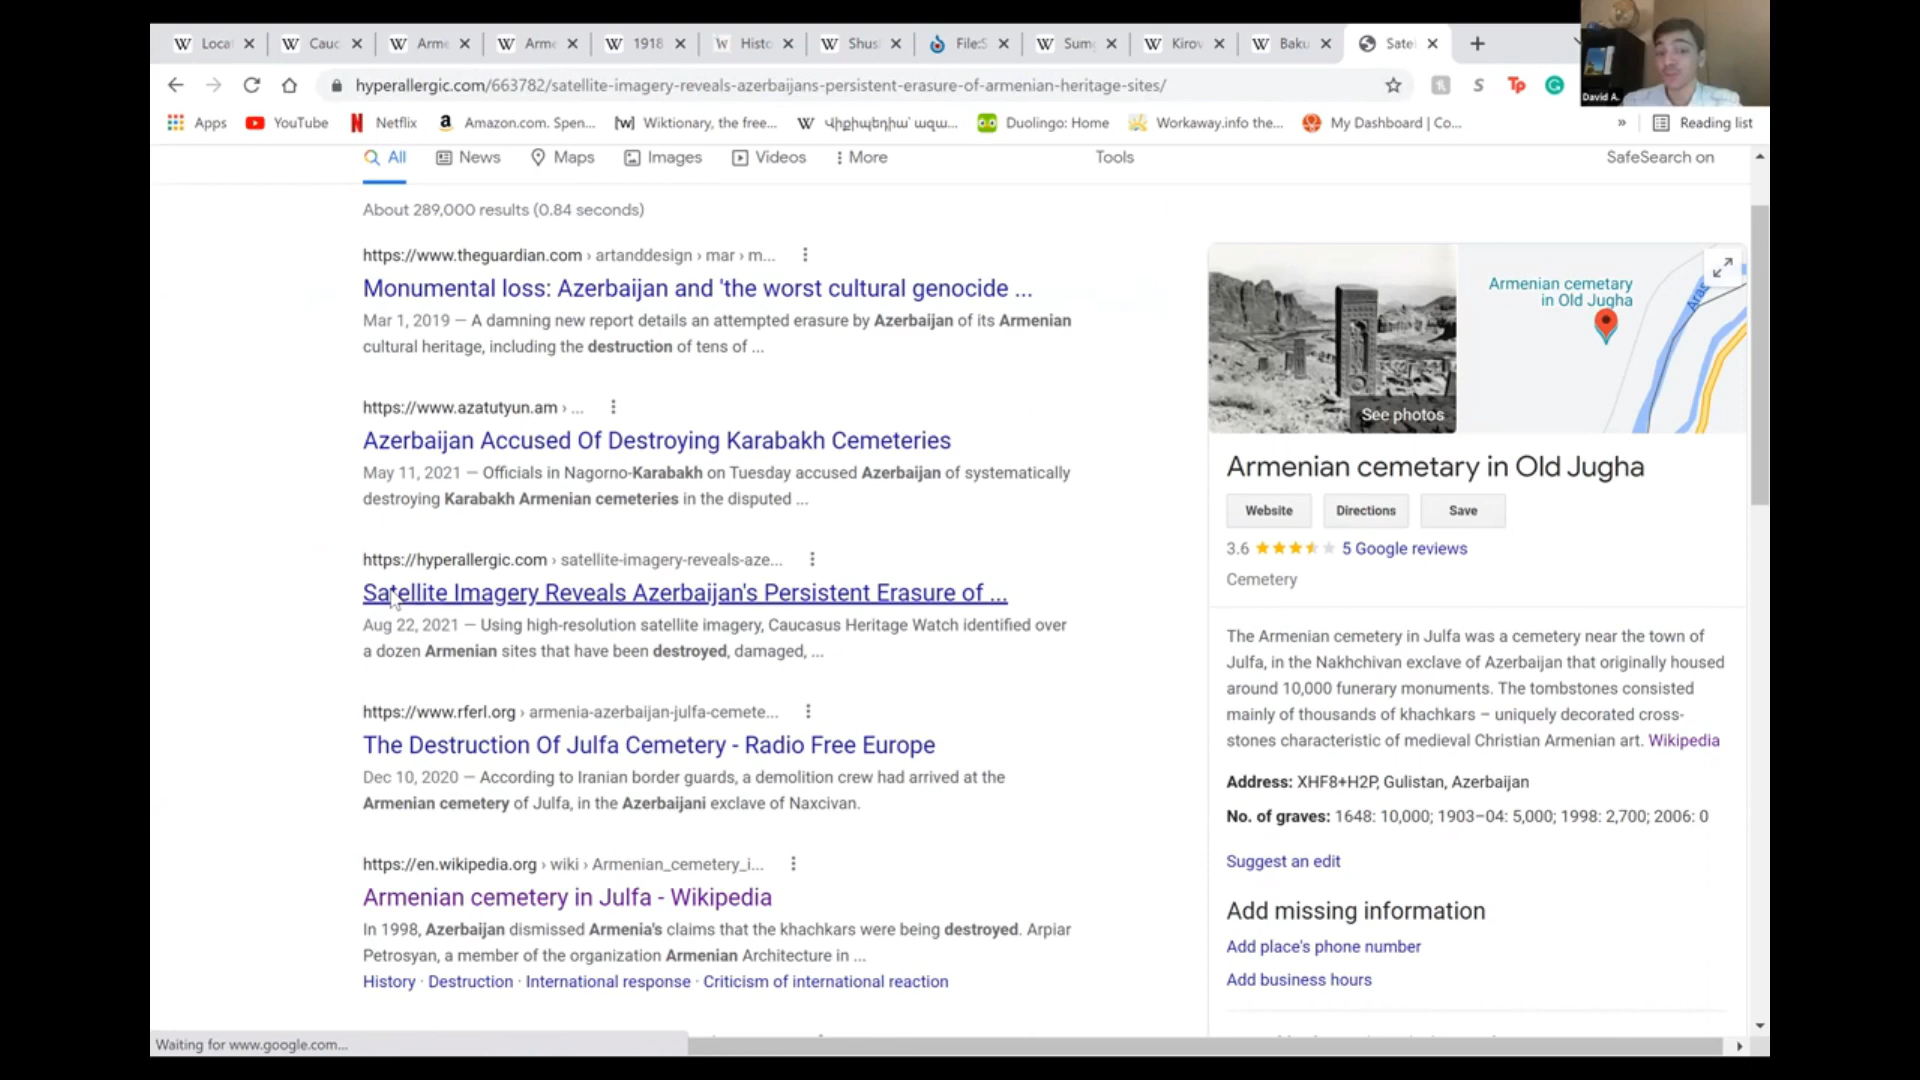 Loca
Cauc
Arme
Arme
1918
Histo
Shus
File:S
Sumg
Kirov
Baku
Satel
hyperallergic.com/663782/satellite-imagery-reveals-azerbaijans-persistent-erasure-of-armenian-heritage-sites/
David A.
Apps YouTube Netflix Amazon.com. Spen... Wiktionary, the free... Վիքիպեդիա՝ ազա... Duolingo: Home Workaway.info the... My Dashboard | Co... » Reading list
All News Maps Images Videos More Tools SafeSearch on
About 289,000 results (0.84 seconds)
https://www.theguardian.com › artanddesign › mar › m...
Monumental loss: Azerbaijan and 'the worst cultural genocide ...
Mar 1, 2019 — A damning new report details an attempted erasure by Azerbaijan of its Armenian
cultural heritage, including the destruction of tens of ...
https://www.azatutyun.am › ...
Azerbaijan Accused Of Destroying Karabakh Cemeteries
May 11, 2021 — Officials in Nagorno-Karabakh on Tuesday accused Azerbaijan of systematically
destroying Karabakh Armenian cemeteries in the disputed ...
https://hyperallergic.com › satellite-imagery-reveals-aze...
Satellite Imagery Reveals Azerbaijan's Persistent Erasure of ...
Aug 22, 2021 — Using high-resolution satellite imagery, Caucasus Heritage Watch identified over
a dozen Armenian sites that have been destroyed, damaged, ...
https://www.rferl.org › armenia-azerbaijan-julfa-cemete...
The Destruction Of Julfa Cemetery - Radio Free Europe
Dec 10, 2020 — According to Iranian border guards, a demolition crew had arrived at the
Armenian cemetery of Julfa, in the Azerbaijani exclave of Naxcivan.
https://en.wikipedia.org › wiki › Armenian_cemetery_i...
Armenian cemetery in Julfa - Wikipedia
In 1998, Azerbaijan dismissed Armenia's claims that the khachkars were being destroyed. Arpiar
Petrosyan, a member of the organization Armenian Architecture in ...
History · Destruction · International response · Criticism of international reaction
Armenian cemetary
in Old Jugha
Aras
See photos
Armenian cemetary in Old Jugha
Website Directions Save
3.6 5 Google reviews
Cemetery
The Armenian cemetery in Julfa was a cemetery near the town of
Julfa, in the Nakhchivan exclave of Azerbaijan that originally housed
around 10,000 funerary monuments. The tombstones consisted
mainly of thousands of khachkars – uniquely decorated cross-
stones characteristic of medieval Christian Armenian art. Wikipedia
Address: XHF8+H2P, Gulistan, Azerbaijan
No. of graves: 1648: 10,000; 1903–04: 5,000; 1998: 2,700; 2006: 0
Suggest an edit
Add missing information
Add place's phone number
Add business hours
Waiting for www.google.com...